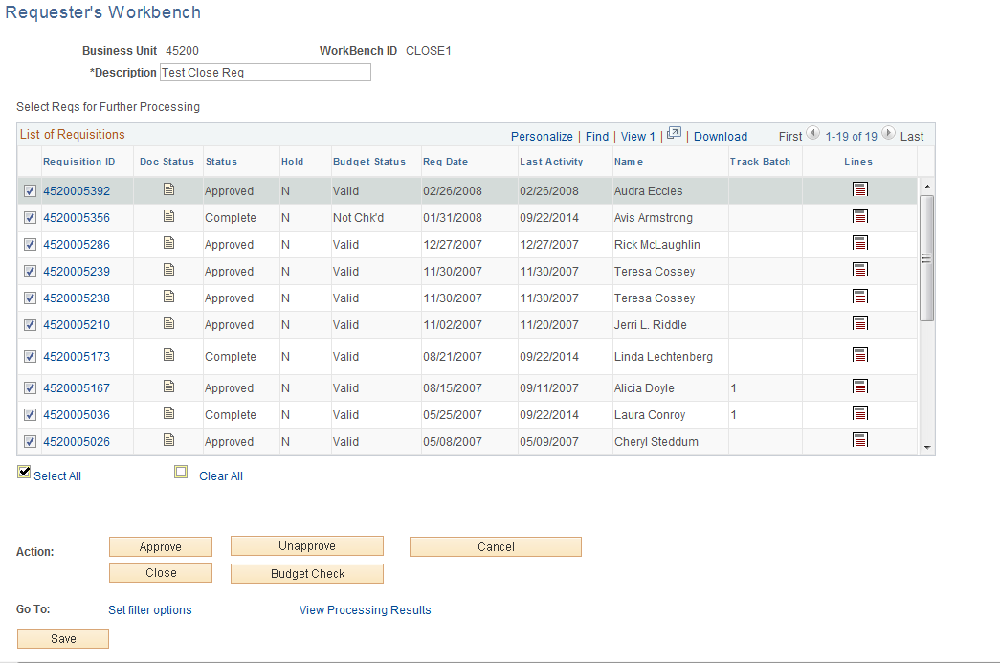 Requester's Workbench
Business Unit 45200 WorkBench ID CLOSE1
*Description Test Close Req
Select Reqs for Further Processing
List of Requisitions Personalize | Find | View 1 | | Download First 1-19 of 19 Last
Requisition ID Doc Status Status Hold Budget Status Req Date Last Activity Name Track Batch Lines
4520005392 Approved N Valid 02/26/2008 02/26/2008 Audra Eccles
4520005356 Complete N Not Chk'd 01/31/2008 09/22/2014 Avis Armstrong
4520005286 Approved N Valid 12/27/2007 12/27/2007 Rick McLaughlin
4520005239 Approved N Valid 11/30/2007 11/30/2007 Teresa Cossey
4520005238 Approved N Valid 11/30/2007 11/30/2007 Teresa Cossey
4520005210 Approved N Valid 11/02/2007 11/20/2007 Jerri L. Riddle
4520005173 Complete N Valid 08/21/2007 09/22/2014 Linda Lechtenberg
4520005167 Approved N Valid 08/15/2007 09/11/2007 Alicia Doyle 1
4520005036 Complete N Valid 05/25/2007 09/22/2014 Laura Conroy 1
4520005026 Approved N Valid 05/08/2007 05/09/2007 Cheryl Steddum
Select All Clear All
Action: Approve Unapprove Cancel
Close Budget Check
Go To: Set filter options View Processing Results
Save